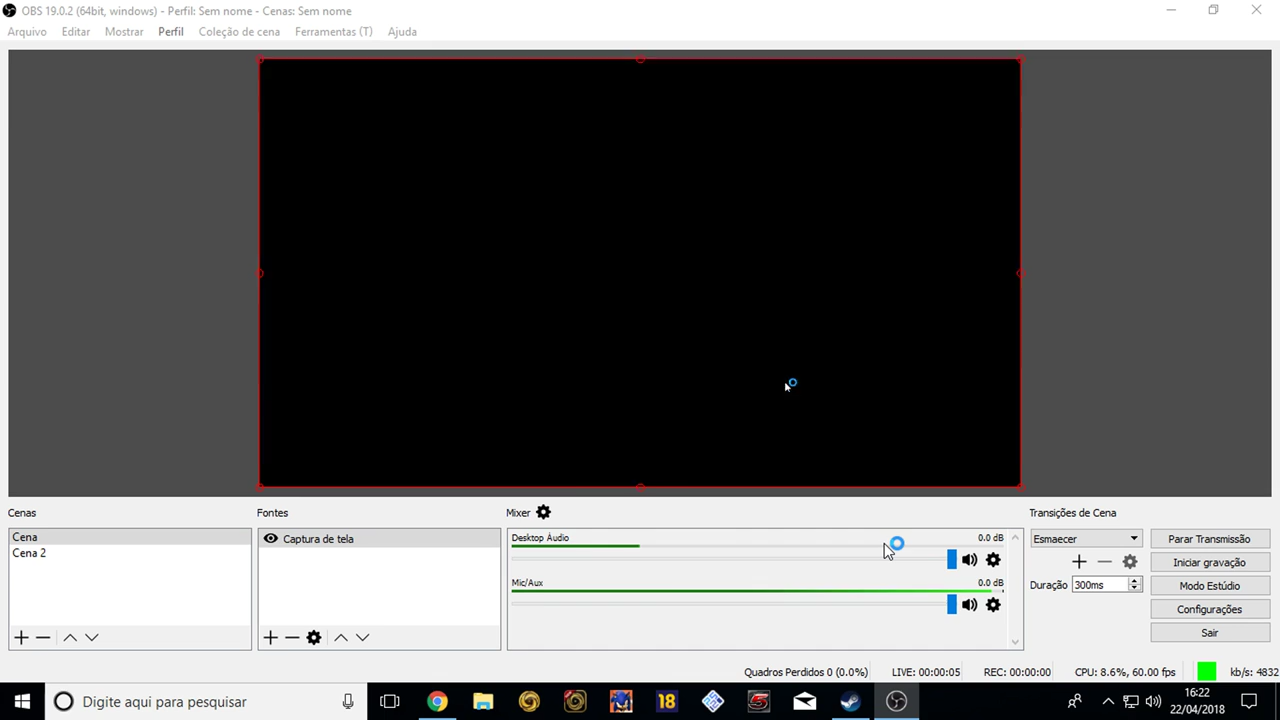 OBS 19.0.2 (64bit, windows) - Perfil: Sem nome - Cenas: Sem nome
Arquivo Editar Mostrar Perfil Coleção de cena Ferramentas (T) Ajuda
Cenas
Cena
Cena 2
Fontes
Captura de tela
Mixer
Desktop Áudio 0.0 dB
Mic/Aux 0.0 dB
Transições de Cena
Esmaecer
Duração 300ms
Parar Transmissão
Iniciar gravação
Modo Estúdio
Configurações
Sair
Quadros Perdidos 0 (0.0%) LIVE: 00:00:05 REC: 00:00:00 CPU: 8.6%, 60.00 fps kb/s: 4832
Digite aqui para pesquisar
18
S
16:22
22/04/2018